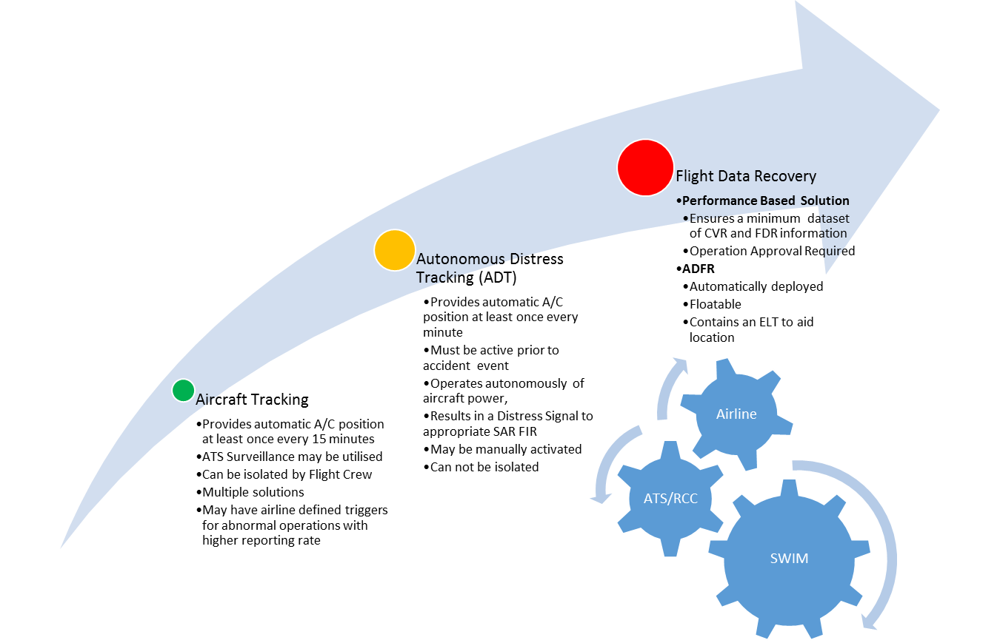 Flight Data Recovery
•Performance Based Solution
•Ensures a minimum dataset
of CVR and FDR information
•Operation Approval Required
•ADFR
•Automatically deployed
•Floatable
•Contains an ELT to aid
location
Autonomous Distress
Tracking (ADT)
•Provides automatic A/C
position at least once every
minute
•Must be active prior to
accident event
•Operates autonomously of
aircraft power,
•Results in a Distress Signal to
appropriate SAR FIR
•May be manually activated
•Can not be isolated
Aircraft Tracking
•Provides automatic A/C position
at least once every 15 minutes
•ATS Surveillance may be utilised
•Can be isolated by Flight Crew
•Multiple solutions
•May have airline defined triggers
for abnormal operations with
higher reporting rate
Airline
ATS/RCC
SWIM